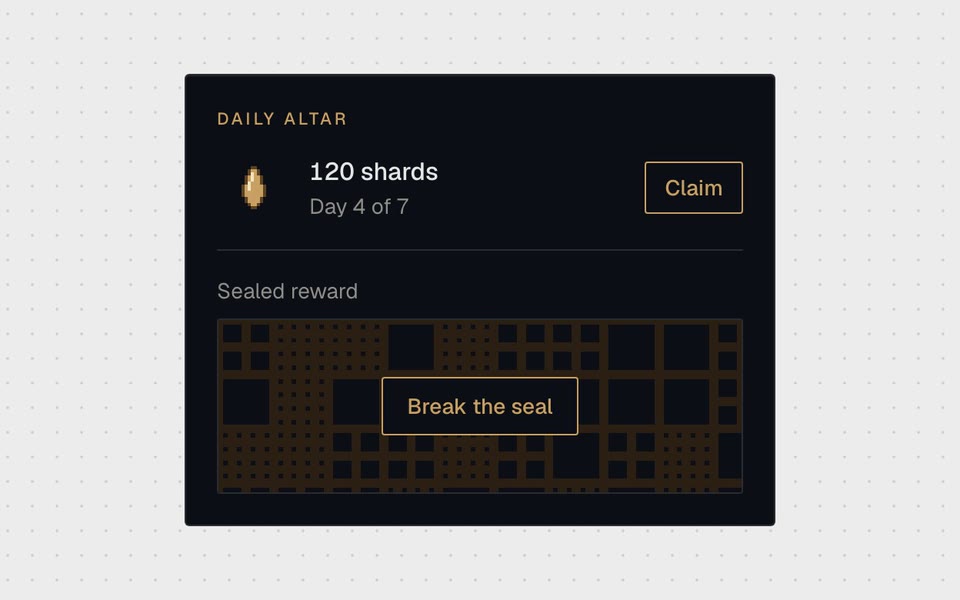 DAILY ALTAR
120 shards
Day 4 of 7
Claim
Sealed reward
Break the seal